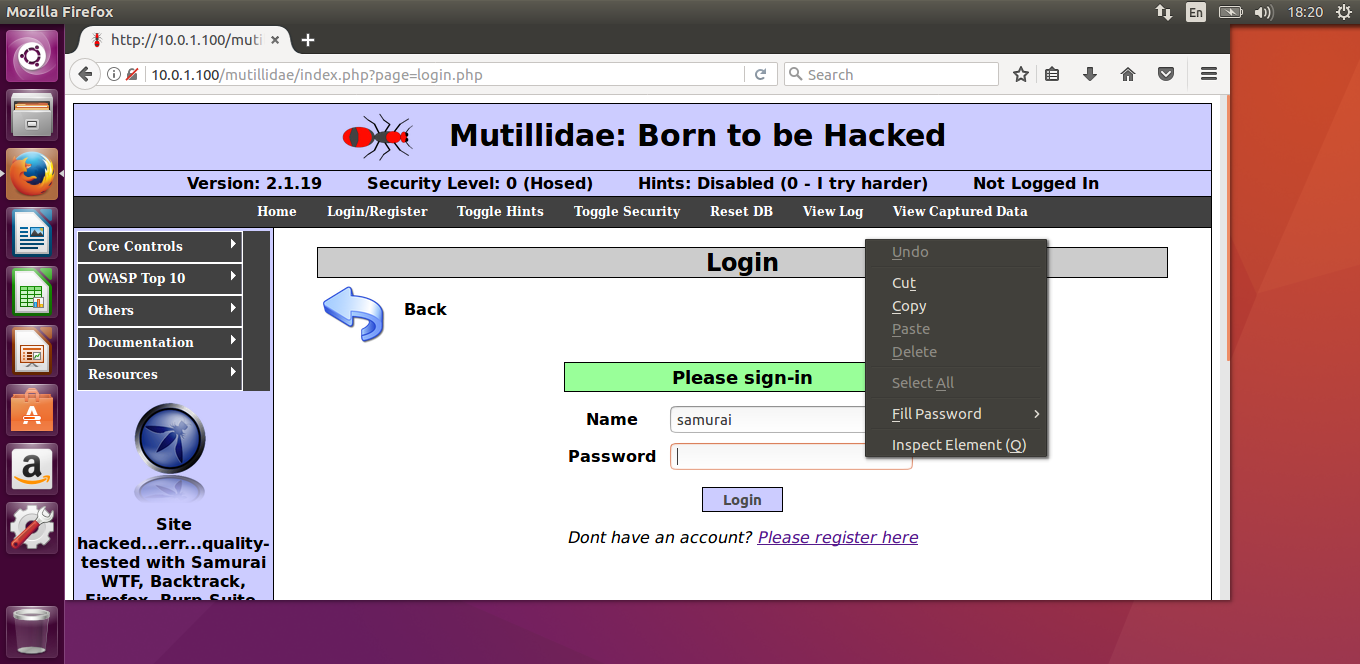 Mozilla Firefox
En
18:20
http://10.0.1.100/muti
10.0.1.100/mutillidae/index.php?page=login.php
Search
Mutillidae: Born to be Hacked
Version: 2.1.19 Security Level: 0 (Hosed) Hints: Disabled (0 - I try harder) Not Logged In
Home Login/Register Toggle Hints Toggle Security Reset DB View Log View Captured Data
Core Controls
OWASP Top 10
Others
Documentation
Resources
Site
hacked...err...quality-
tested with Samurai
WTF, Backtrack,
Firefox, Burp-Suite,
Login
Back
Please sign-in
Name samurai
Password
Login
Dont have an account? Please register here
Undo
Cut
Copy
Paste
Delete
Select All
Fill Password
Inspect Element (Q)